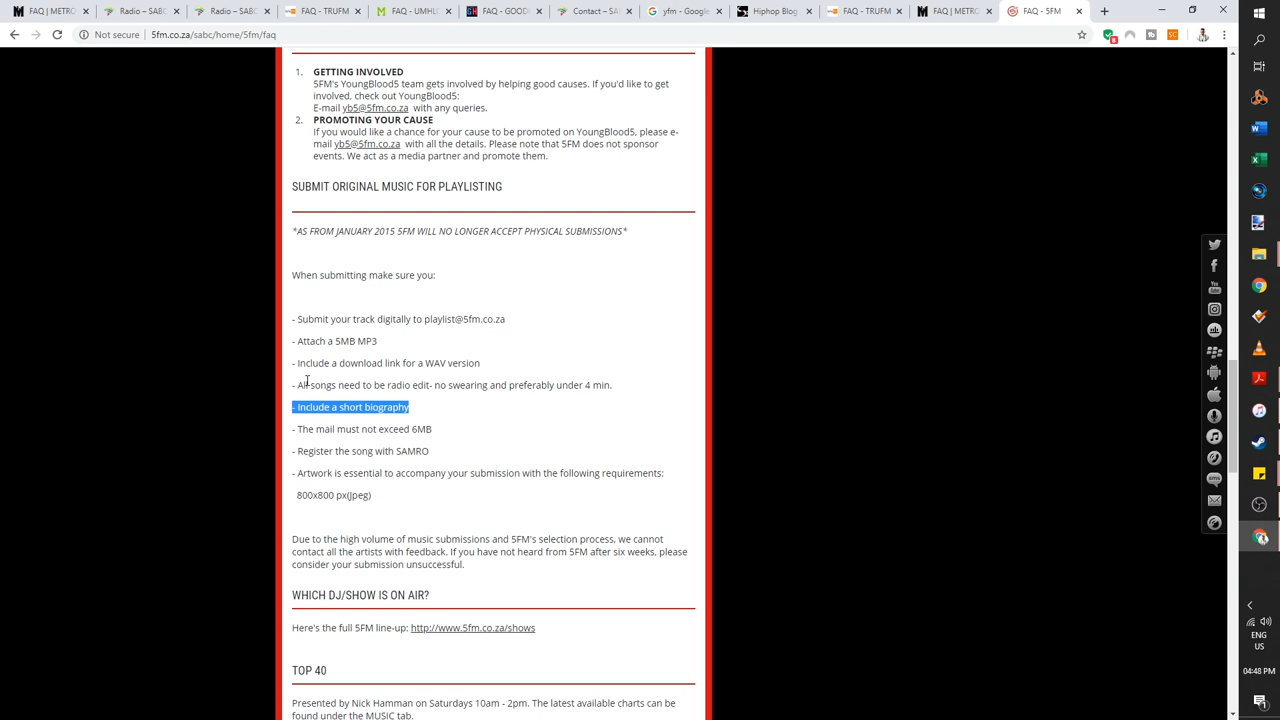 FAQ | METRO
Radio – SABC
Radio – SABC
FAQ - TRUFM
FAQ - UMHLO
FAQ - GOOD
Contact – SA
yfm - Google
Hiphop Blog
FAQ - TRUFM
FAQ | METRO
FAQ - 5FM
Not secure
5fm.co.za/sabc/home/5fm/faq
1. GETTING INVOLVED
5FM's YoungBlood5 team gets involved by helping good causes. If you'd like to get
involved, check out YoungBlood5:
E-mail yb5@5fm.co.za with any queries.
2. PROMOTING YOUR CAUSE
If you would like a chance for your cause to be promoted on YoungBlood5, please e-
mail yb5@5fm.co.za with all the details. Please note that 5FM does not sponsor
events. We act as a media partner and promote them.
SUBMIT ORIGINAL MUSIC FOR PLAYLISTING
*AS FROM JANUARY 2015 5FM WILL NO LONGER ACCEPT PHYSICAL SUBMISSIONS*
When submitting make sure you:
- Submit your track digitally to playlist@5fm.co.za
- Attach a 5MB MP3
- Include a download link for a WAV version
- All songs need to be radio edit- no swearing and preferably under 4 min.
- Include a short biography
- The mail must not exceed 6MB
- Register the song with SAMRO
- Artwork is essential to accompany your submission with the following requirements:
800x800 px(Jpeg)
Due to the high volume of music submissions and 5FM's selection process, we cannot
contact all the artists with feedback. If you have not heard from 5FM after six weeks, please
consider your submission unsuccessful.
WHICH DJ/SHOW IS ON AIR?
Here's the full 5FM line-up: http://www.5fm.co.za/shows
TOP 40
Presented by Nick Hamman on Saturdays 10am - 2pm. The latest available charts can be
found under the MUSIC tab.
ENG
US
04:48 PM